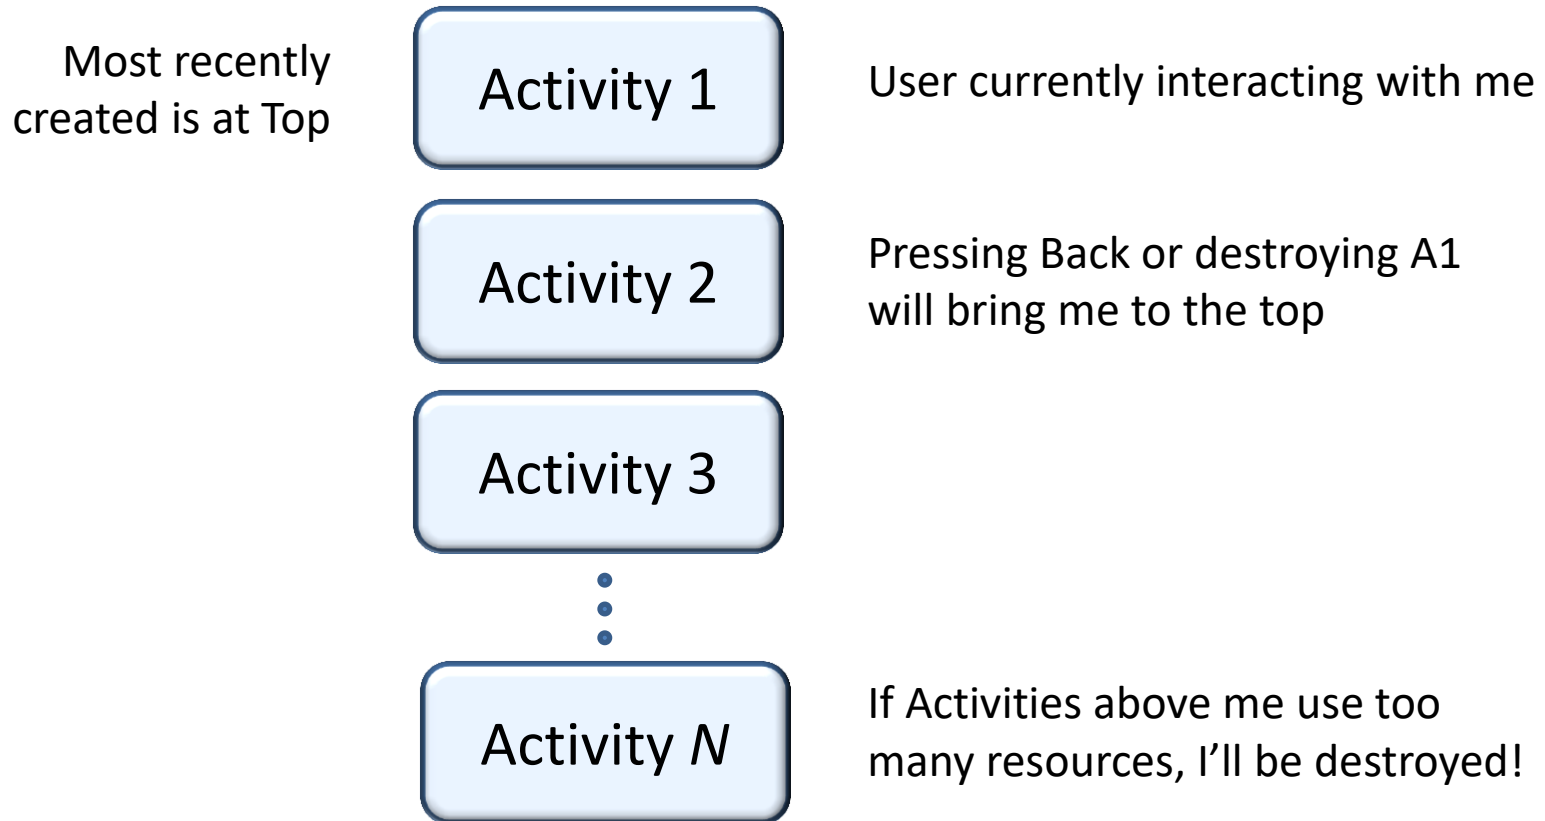 Most recently
created is at Top
Activity 1
User currently interacting with me
Activity 2
Pressing Back or destroying A1
will bring me to the top
Activity 3
Activity N
If Activities above me use too
many resources, I’ll be destroyed!